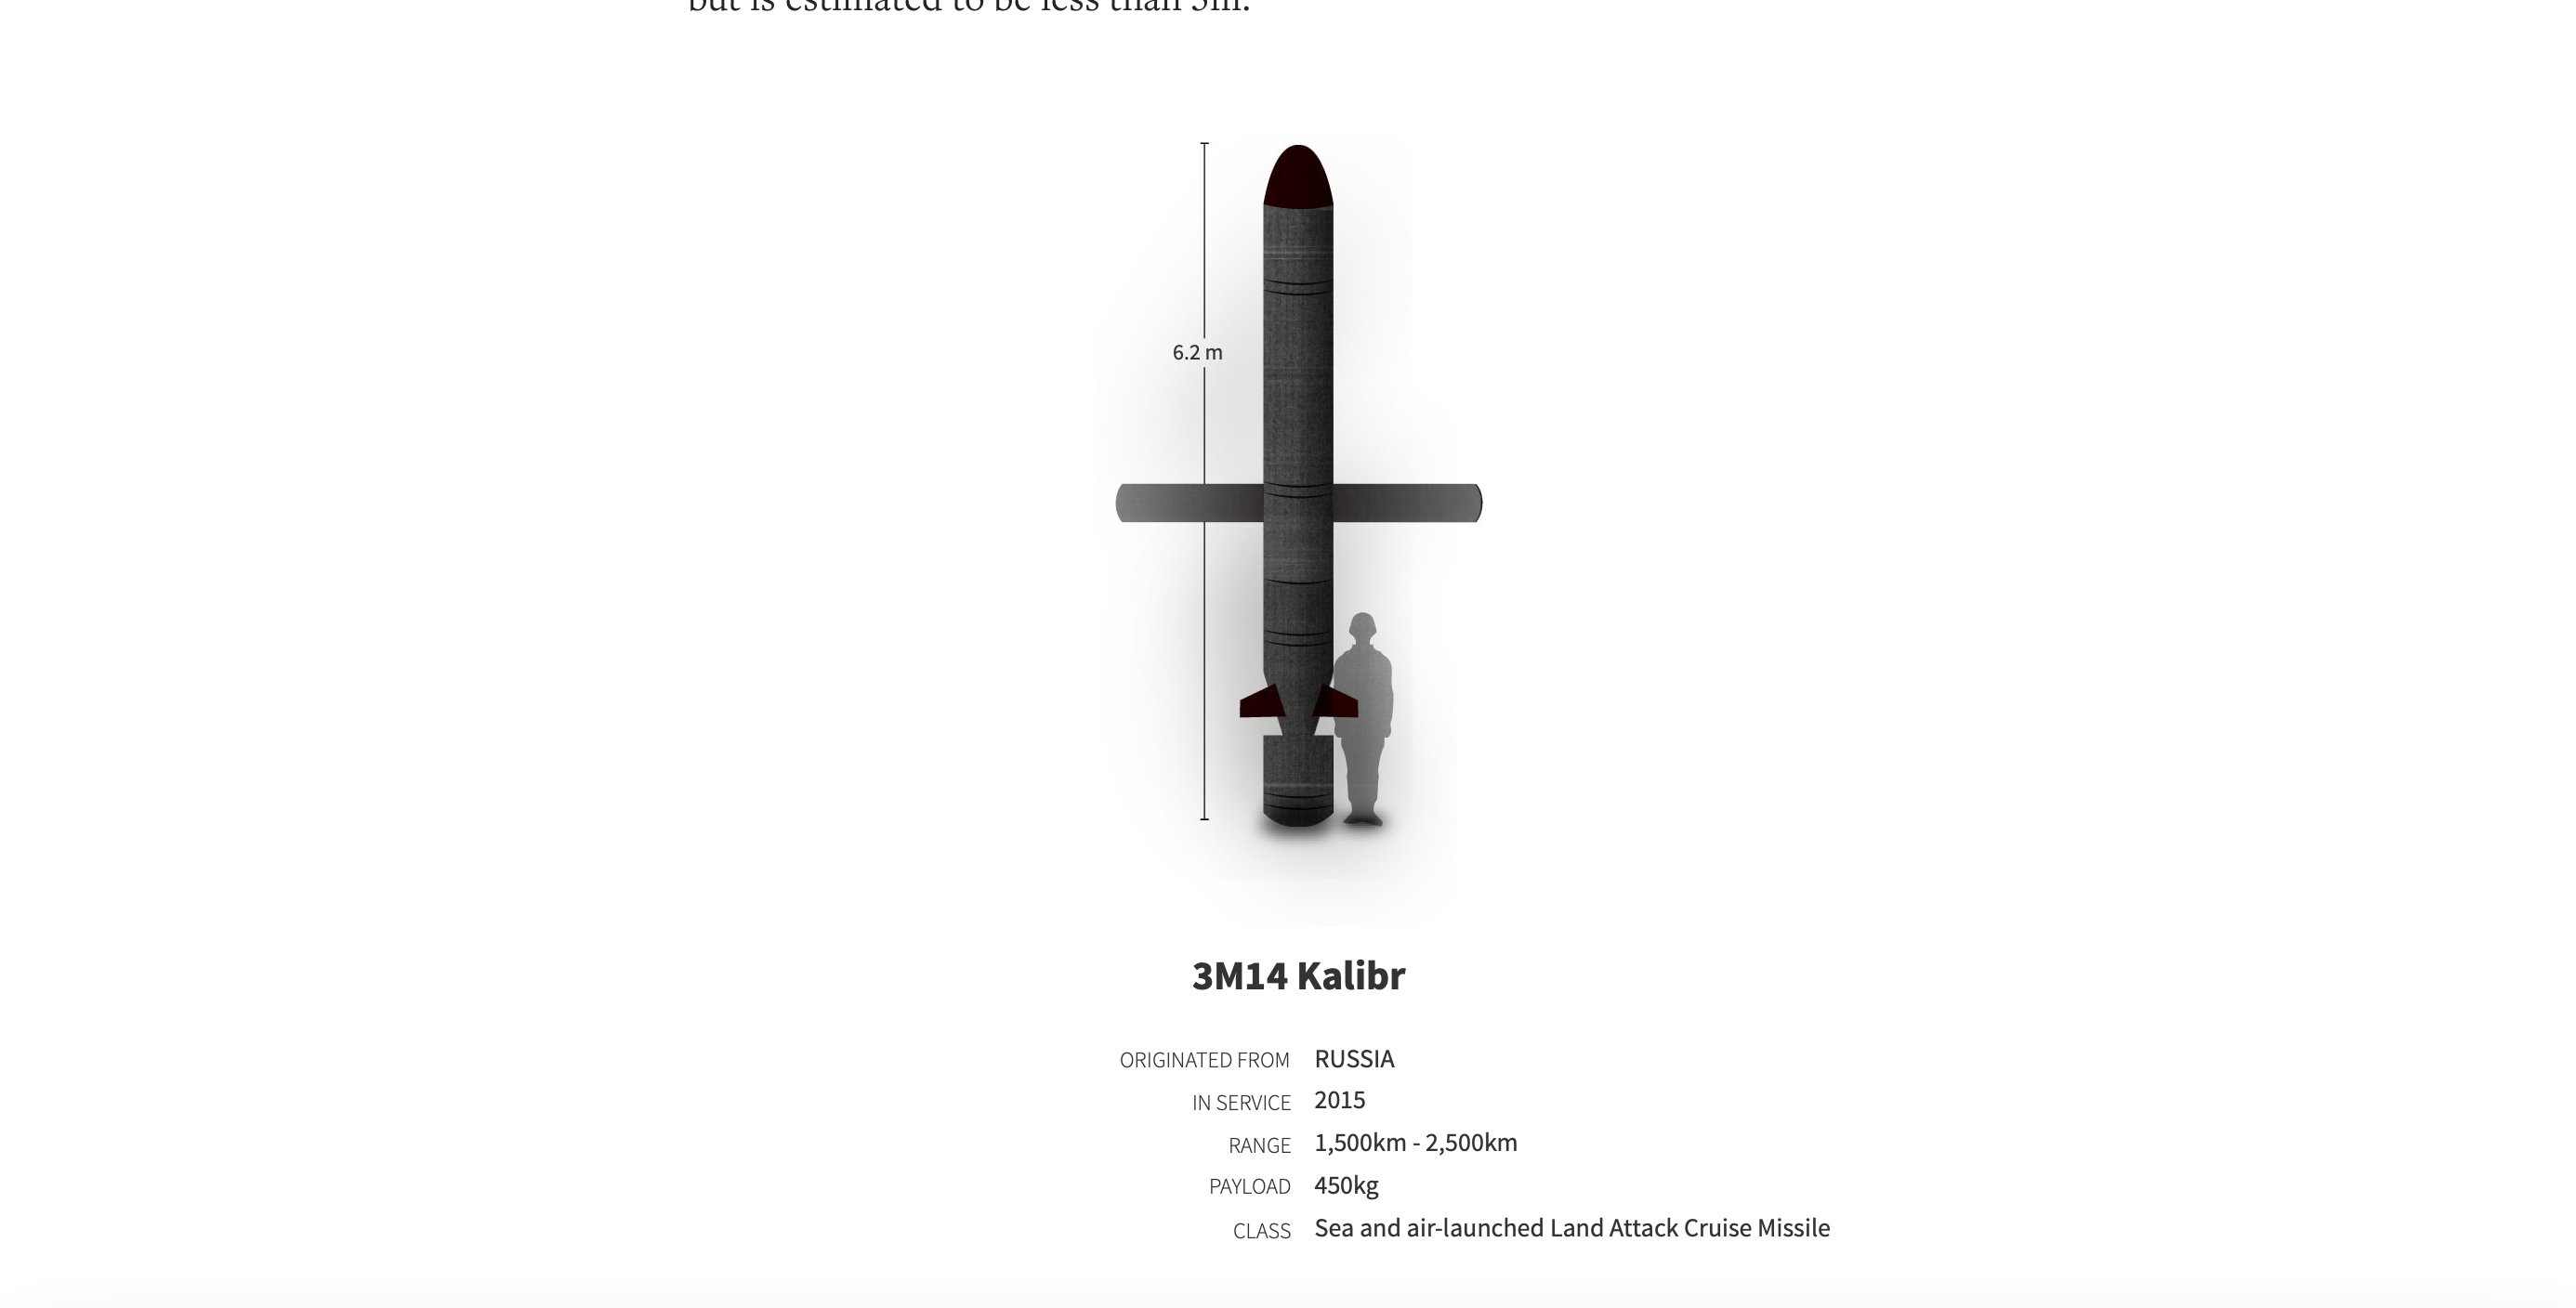 but is estimated to be less than 5m.
6.2 m
3M14 Kalibr
ORIGINATED FROM RUSSIA
IN SERVICE 2015
RANGE 1,500km - 2,500km
PAYLOAD 450kg
CLASS Sea and air-launched Land Attack Cruise Missile